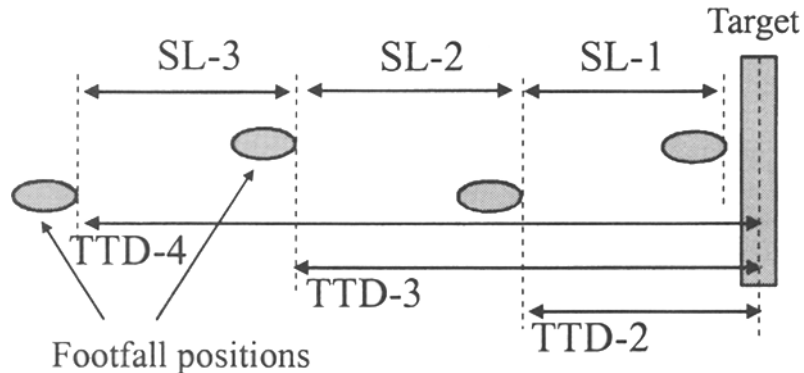 Target
SL-3
SL-2
SL-1
TTD-4
TTD-3
TTD-2
Footfall positions